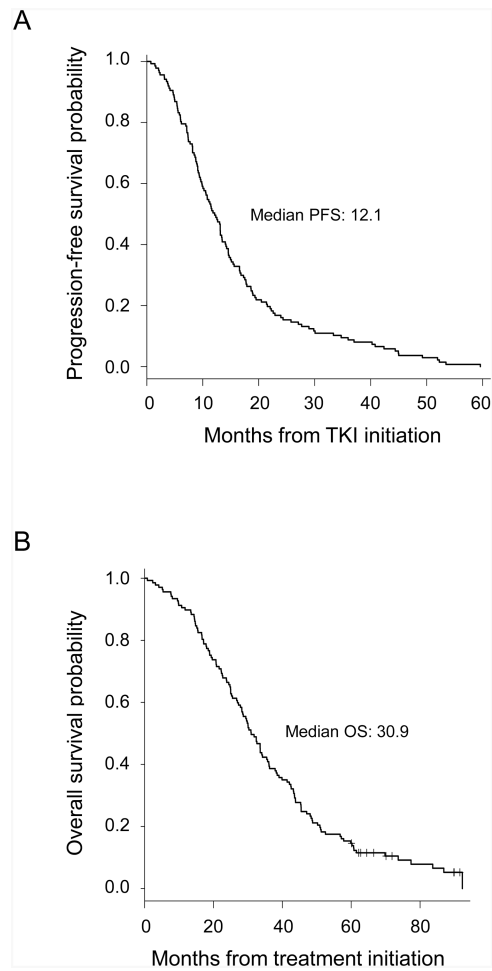 A
Progression-free survival probability
1.0
0.8
0.6
0.4
0.2
0.0
Median PFS: 12.1
0 10 20 30 40 50 60
Months from TKI initiation
B
Overall survival probability
1.0
0.8
0.6
0.4
0.2
0.0
Median OS: 30.9
0 20 40 60 80
Months from treatment initiation